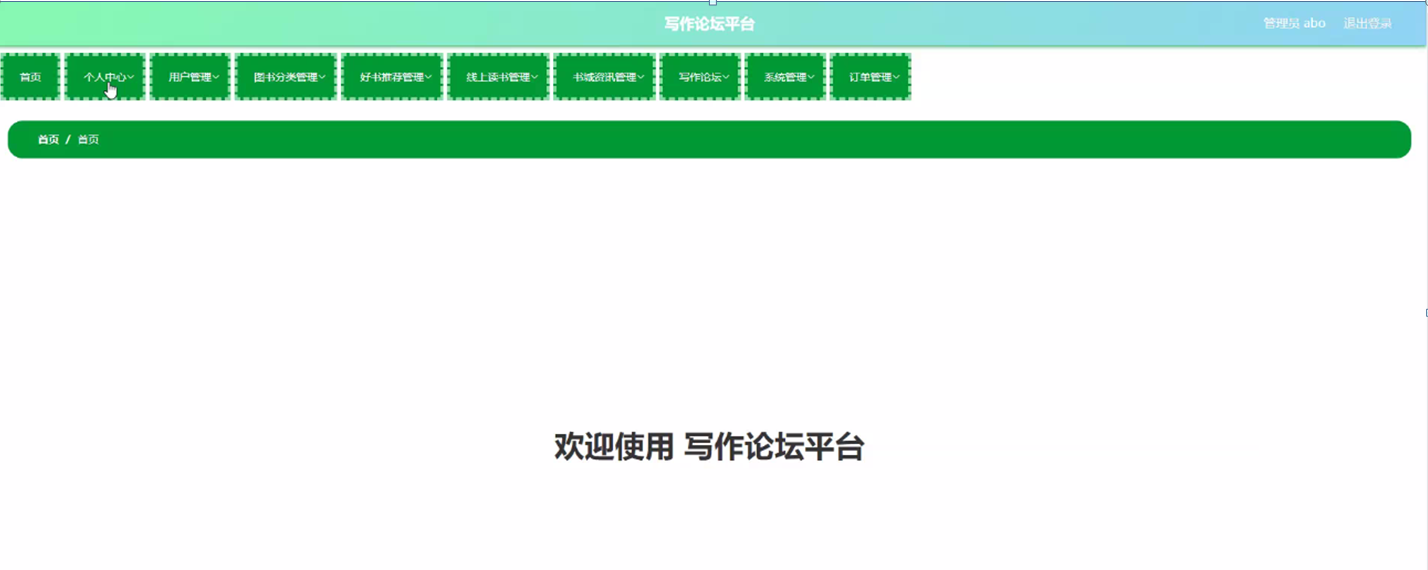 写作论坛平台
管理员 abo 退出登录
首页 个人中心 用户管理 图书分类管理 好书推荐管理 线上读书管理 书城资讯管理 写作论坛 系统管理 订单管理
首页 / 首页
欢迎使用 写作论坛平台